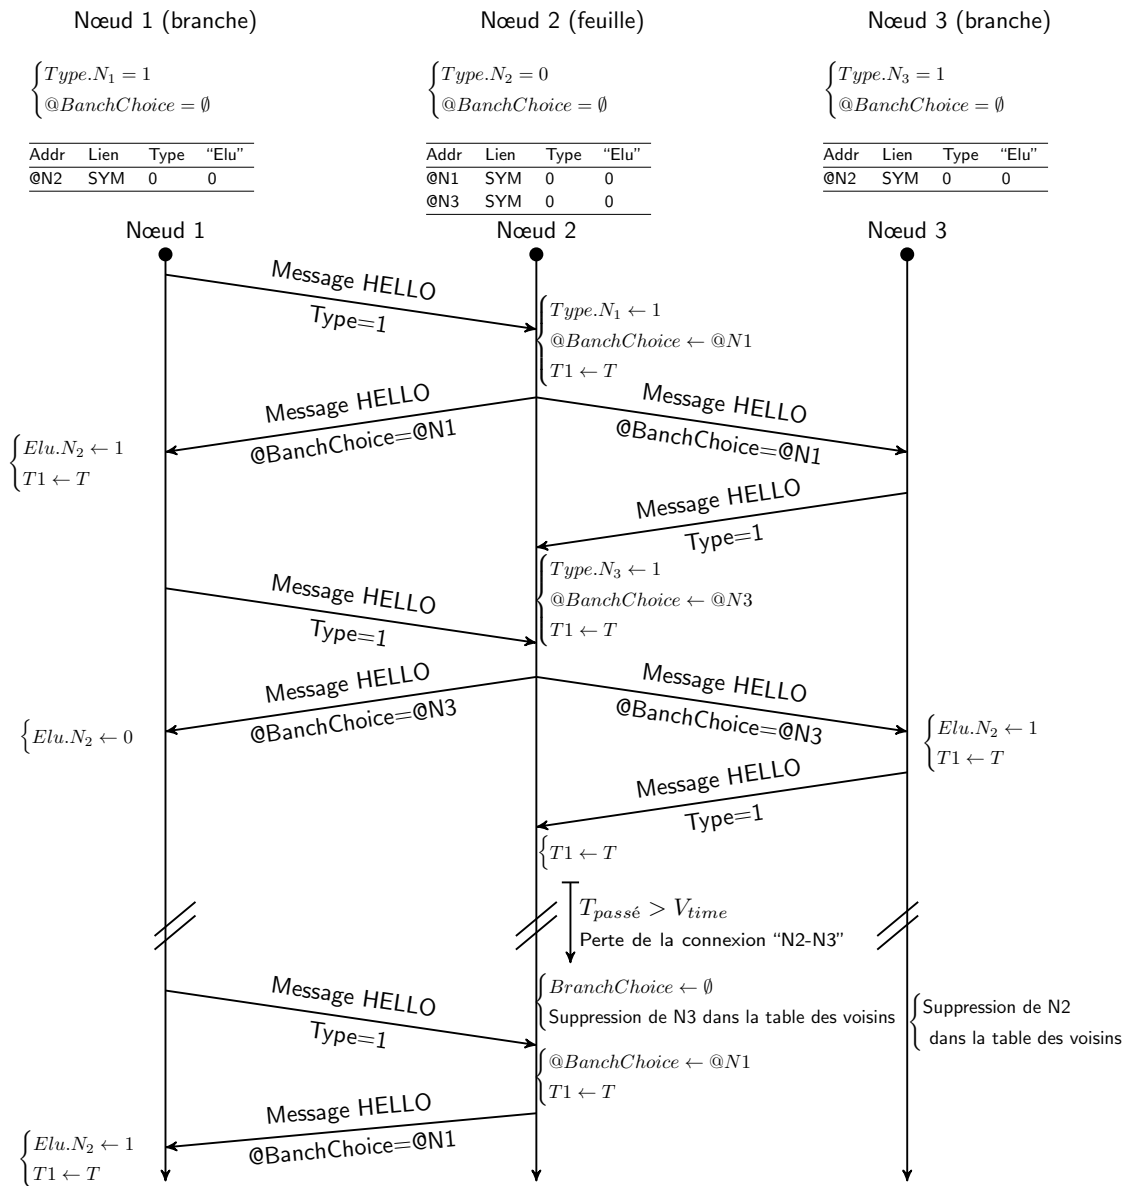 Nœud 1 (branche)
Nœud 2 (feuille)
Nœud 3 (branche)
Type.N1 = 1
@BanchChoice = ∅
Type.N2 = 0
@BanchChoice = ∅
Type.N3 = 1
@BanchChoice = ∅
Addr Lien Type “Elu”
@N2 SYM 0 0
Addr Lien Type “Elu”
@N1 SYM 0 0
@N3 SYM 0 0
Addr Lien Type “Elu”
@N2 SYM 0 0
Nœud 1
Nœud 2
Nœud 3
Message HELLO
Type=1
Type.N1 ← 1
@BanchChoice ← @N1
T1 ← T
Message HELLO
@BanchChoice=@N1
Message HELLO
@BanchChoice=@N1
Elu.N2 ← 1
T1 ← T
Message HELLO
Type=1
Type.N3 ← 1
@BanchChoice ← @N3
T1 ← T
Message HELLO
Type=1
Message HELLO
@BanchChoice=@N3
Message HELLO
@BanchChoice=@N3
Elu.N2 ← 0
Elu.N2 ← 1
T1 ← T
Message HELLO
Type=1
T1 ← T
Tpassé > Vtime
Perte de la connexion “N2-N3”
Message HELLO
Type=1
BranchChoice ← ∅
Suppression de N3 dans la table des voisins
Suppression de N2
dans la table des voisins
@BanchChoice ← @N1
T1 ← T
Message HELLO
@BanchChoice=@N1
Elu.N2 ← 1
T1 ← T